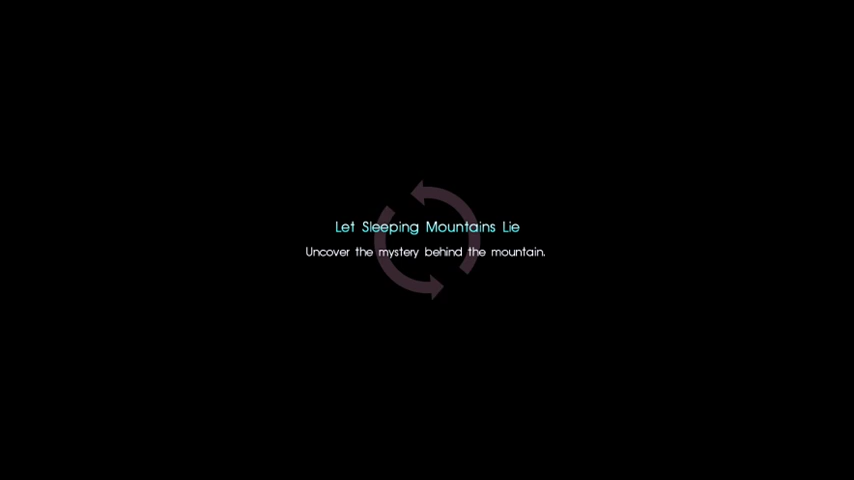 Let Sleeping Mountains Lie
Uncover the mystery behind the mountain.